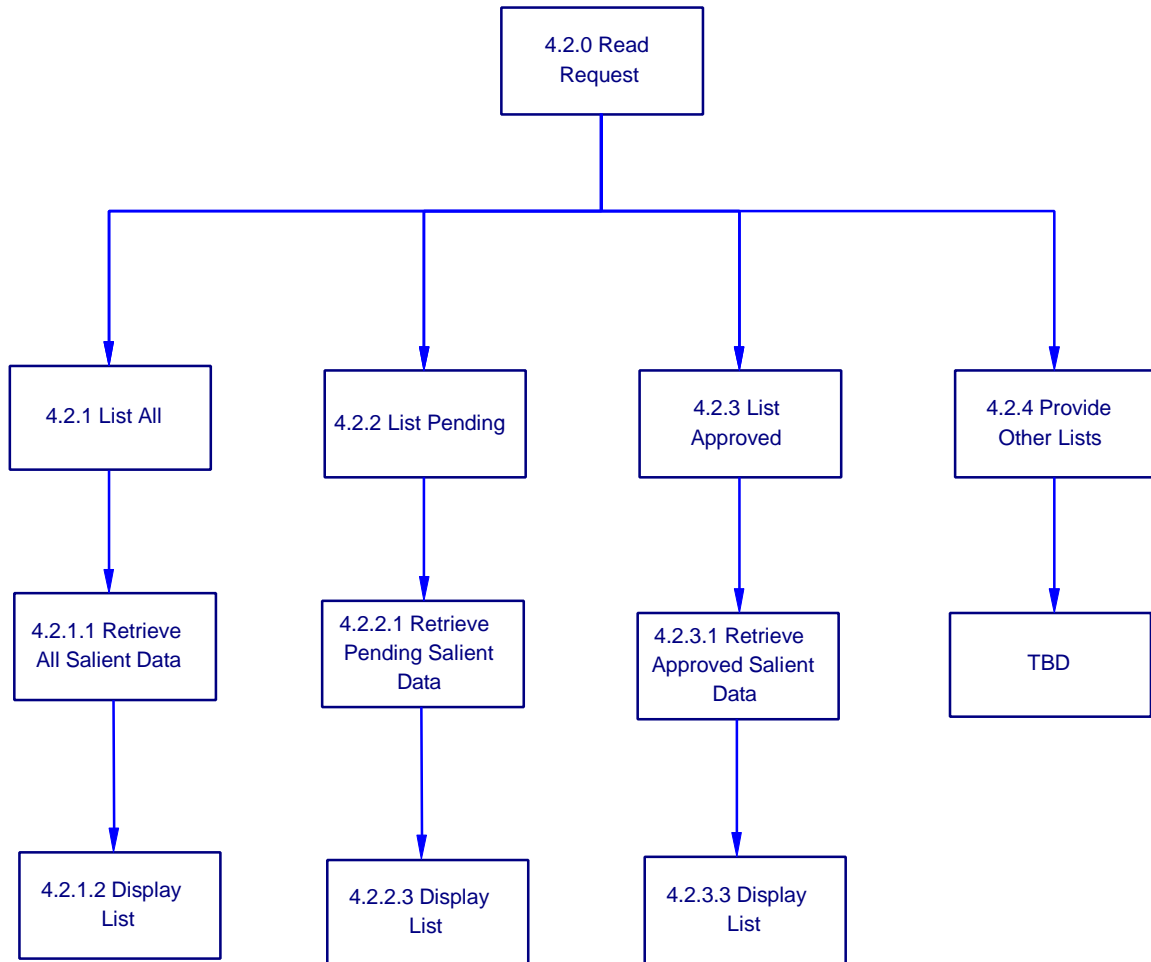 4.2.0 Read
Request
4.2.1 List All
4.2.2 List Pending
4.2.3 List
Approved
4.2.4 Provide
Other Lists
4.2.1.1 Retrieve
All Salient Data
4.2.2.1 Retrieve
Pending Salient
Data
4.2.3.1 Retrieve
Approved Salient
Data
TBD
4.2.1.2 Display
List
4.2.2.3 Display
List
4.2.3.3 Display
List